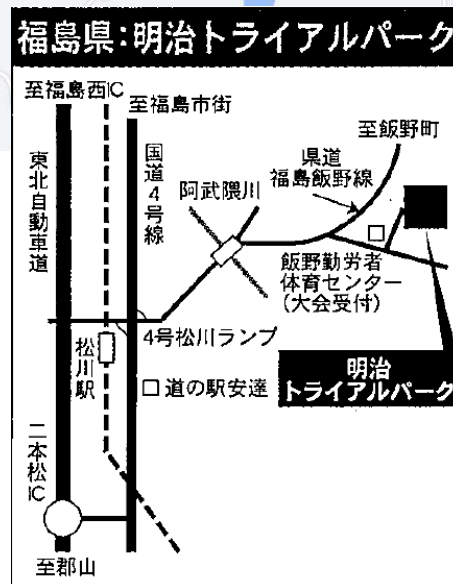 福島県:明治トライアルパーク
至福島西IC
至福島市街
至飯野町
東北自動車道
国道4号線
阿武隈川
県道
福島飯野線
飯野勤労者
体育センター
(大会受付)
4号松川ランプ
松川駅
道の駅安達
明治
トライアルパーク
二本松IC
至郡山